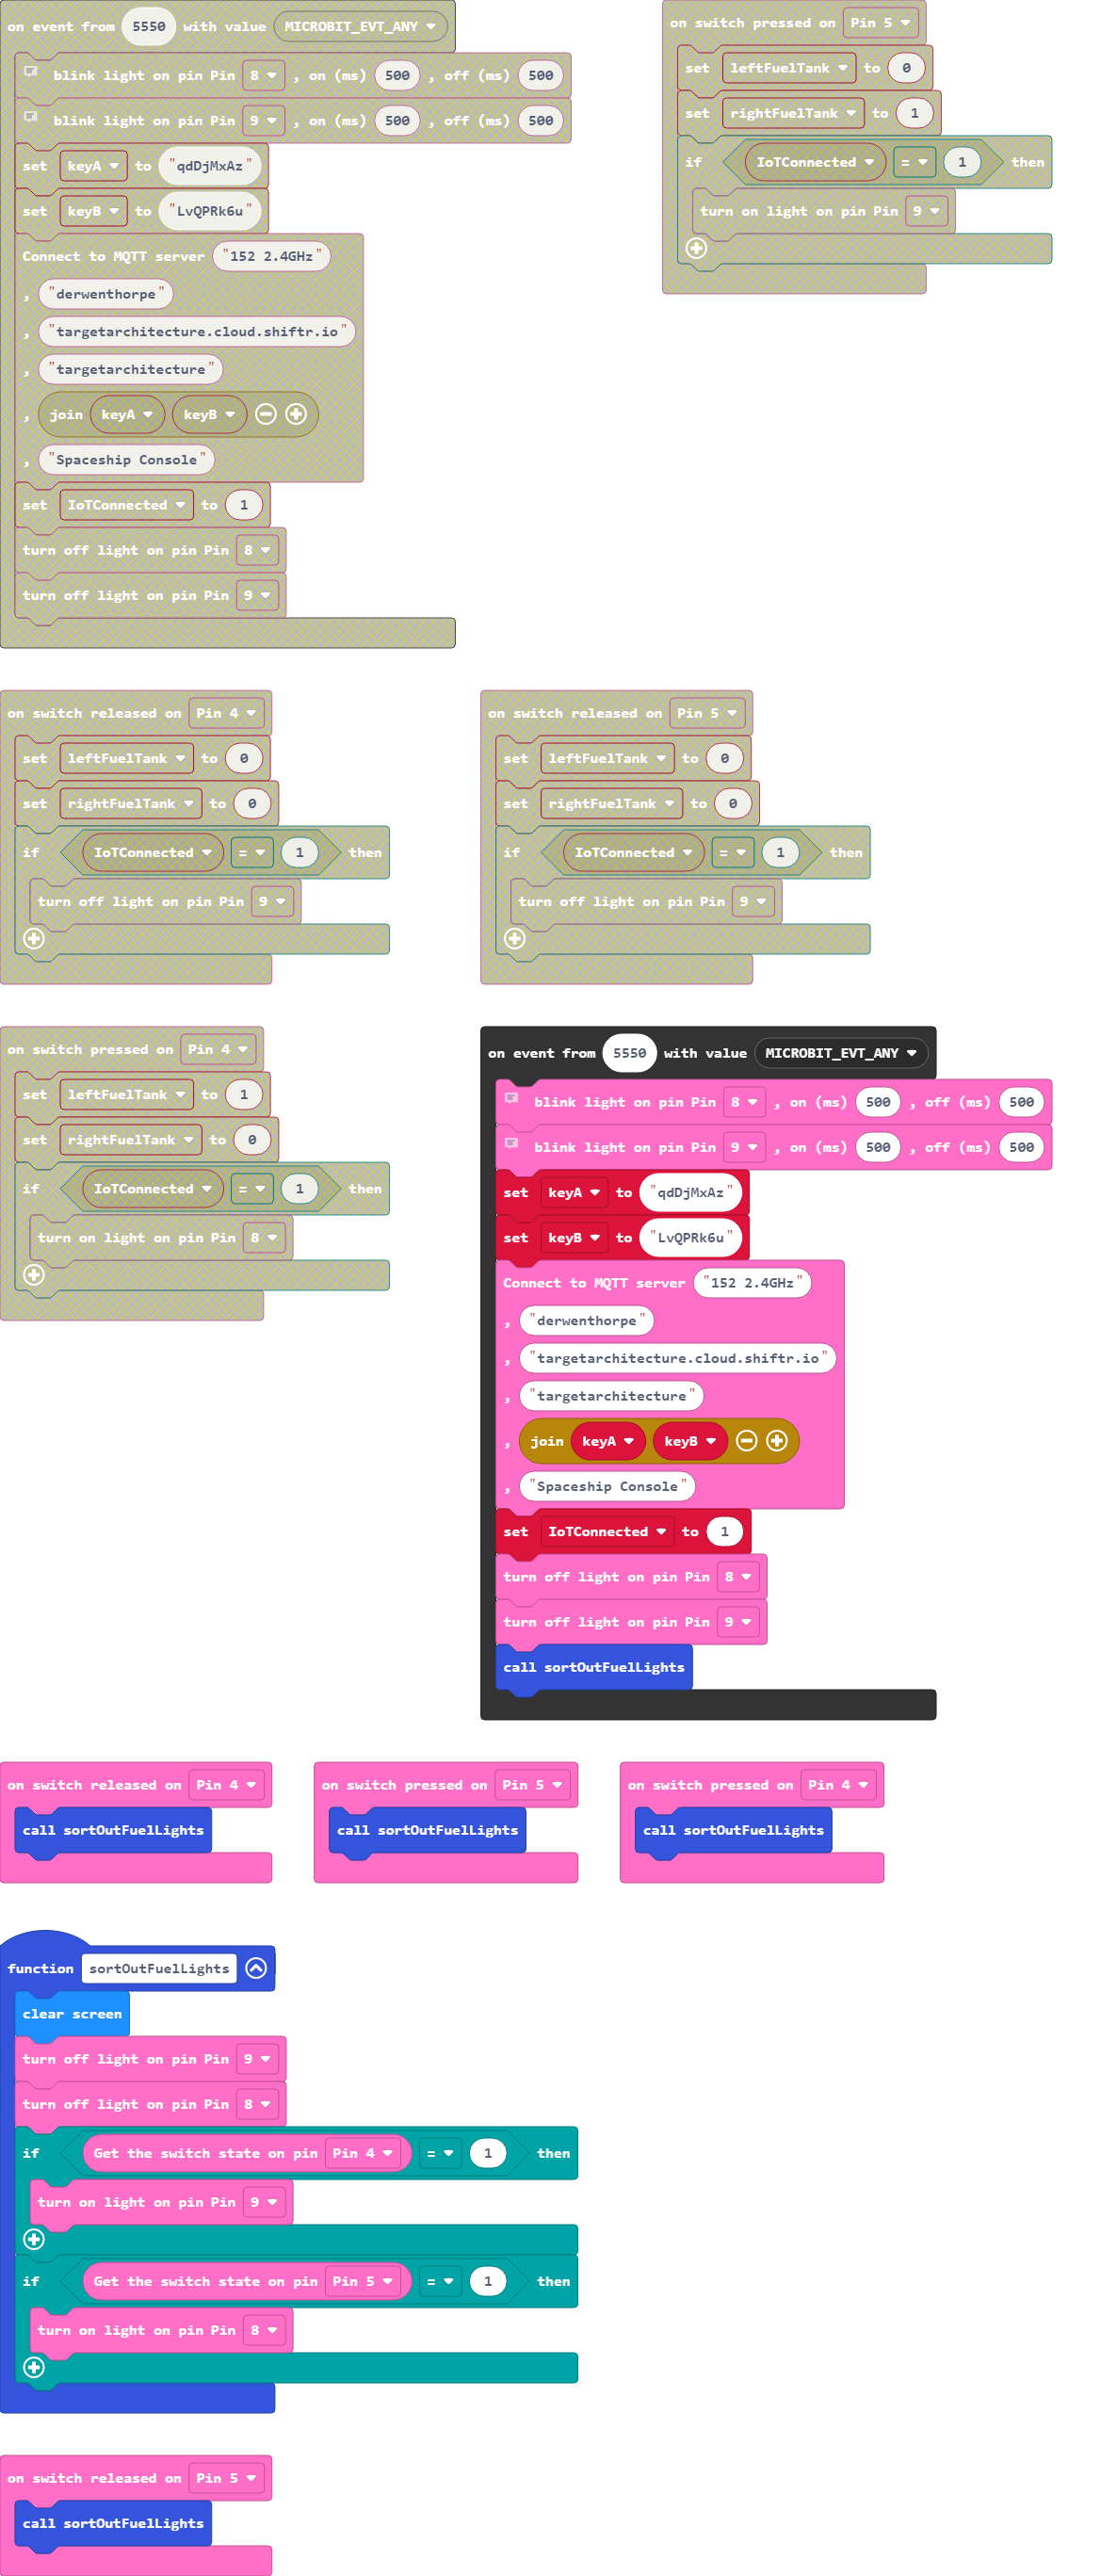 on event from 5550 with value MICROBIT_EVT_ANY
blink light on pin Pin 8 , on (ms) 500 , off (ms) 500
blink light on pin Pin 9 , on (ms) 500 , off (ms) 500
set keyA to "qdDjMxAz"
set keyB to "LvQPRk6u"
Connect to MQTT server "152 2.4GHz"
, "derwenthorpe"
, "targetarchitecture.cloud.shiftr.io"
, "targetarchitecture"
, join keyA keyB
, "Spaceship Console"
set IoTConnected to 1
turn off light on pin Pin 8
turn off light on pin Pin 9
on switch pressed on Pin 5
set leftFuelTank to 0
set rightFuelTank to 1
if IoTConnected = 1 then
turn on light on pin Pin 9
on switch released on Pin 4
set leftFuelTank to 0
set rightFuelTank to 0
if IoTConnected = 1 then
turn off light on pin Pin 9
on switch released on Pin 5
set leftFuelTank to 0
set rightFuelTank to 0
if IoTConnected = 1 then
turn off light on pin Pin 9
on switch pressed on Pin 4
set leftFuelTank to 1
set rightFuelTank to 0
if IoTConnected = 1 then
turn on light on pin Pin 8
on event from 5550 with value MICROBIT_EVT_ANY
blink light on pin Pin 8 , on (ms) 500 , off (ms) 500
blink light on pin Pin 9 , on (ms) 500 , off (ms) 500
set keyA to "qdDjMxAz"
set keyB to "LvQPRk6u"
Connect to MQTT server "152 2.4GHz"
, "derwenthorpe"
, "targetarchitecture.cloud.shiftr.io"
, "targetarchitecture"
, join keyA keyB
, "Spaceship Console"
set IoTConnected to 1
turn off light on pin Pin 8
turn off light on pin Pin 9
call sortOutFuelLights
on switch released on Pin 4
call sortOutFuelLights
on switch pressed on Pin 5
call sortOutFuelLights
on switch pressed on Pin 4
call sortOutFuelLights
function sortOutFuelLights
clear screen
turn off light on pin Pin 9
turn off light on pin Pin 8
if Get the switch state on pin Pin 4 = 1 then
turn on light on pin Pin 9
if Get the switch state on pin Pin 5 = 1 then
turn on light on pin Pin 8
on switch released on Pin 5
call sortOutFuelLights